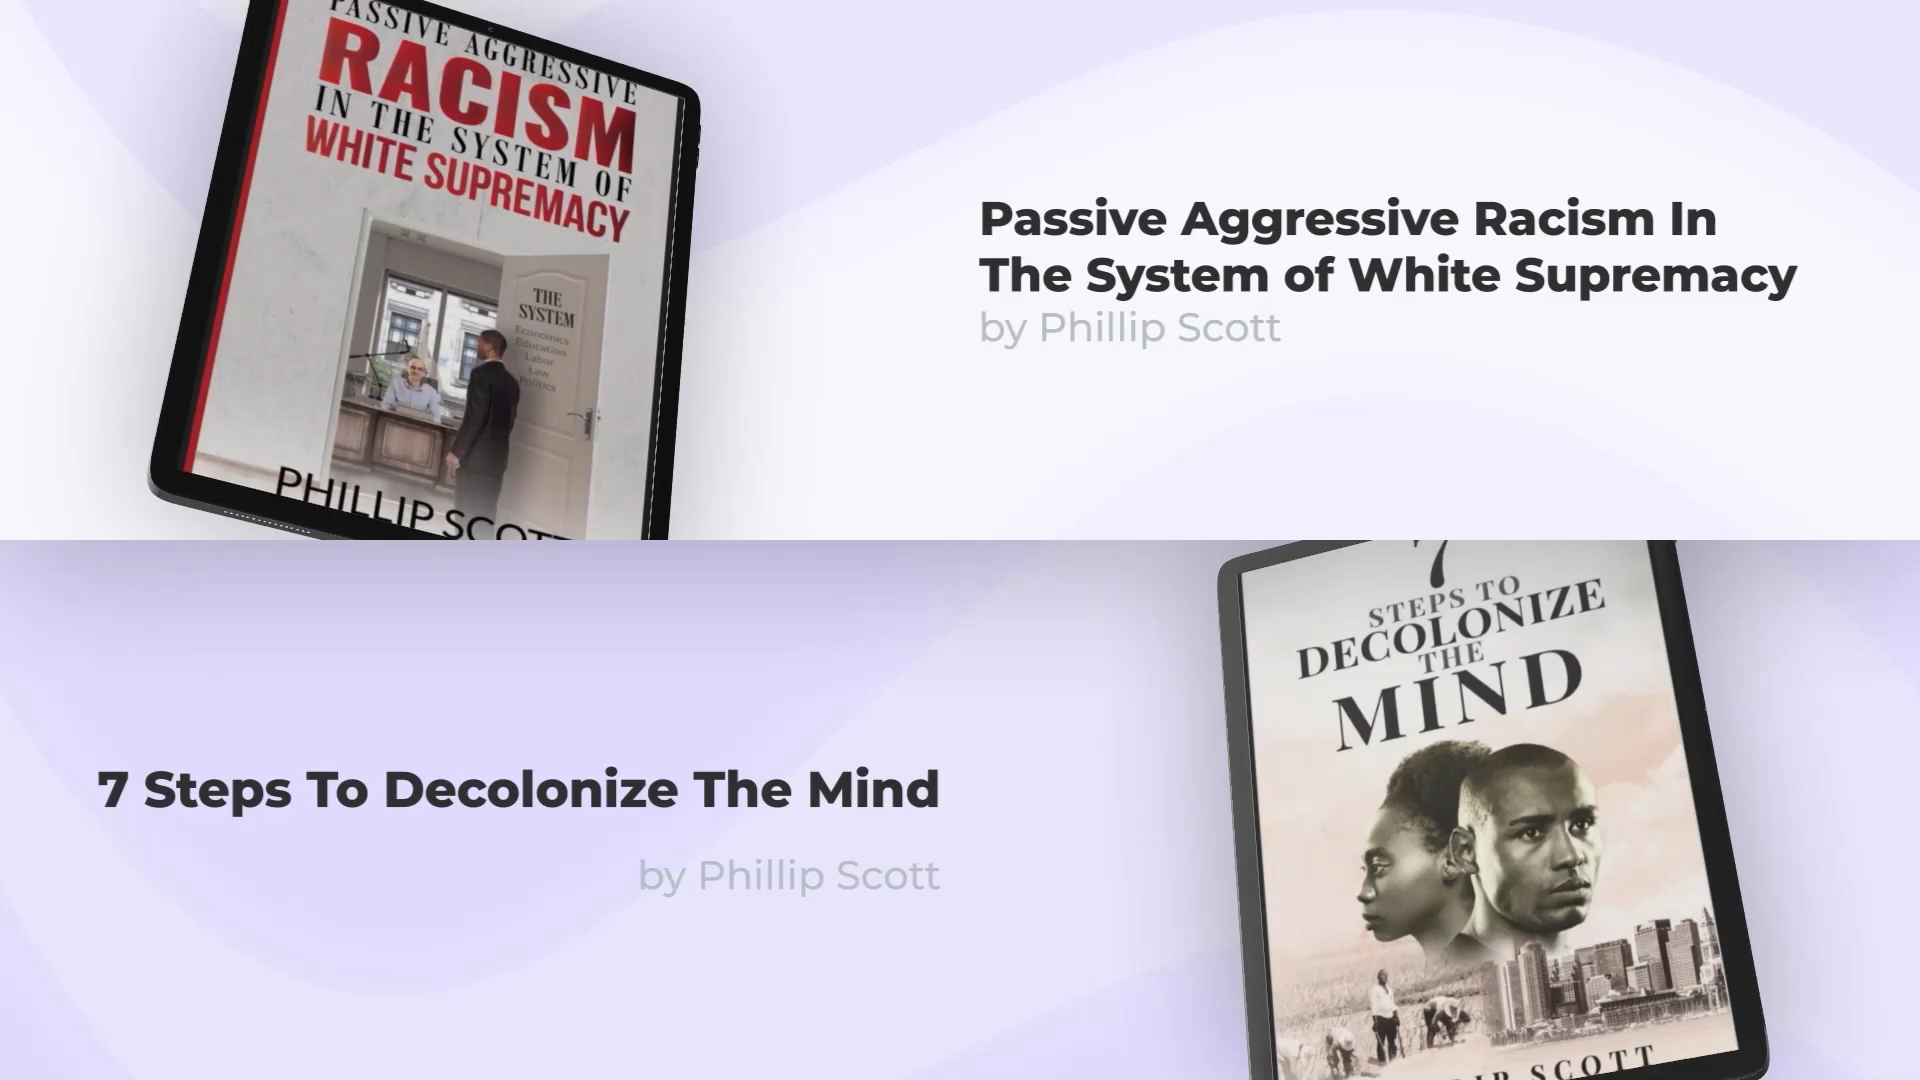 PASSIVE AGGRESSIVE
RACISM
IN THE SYSTEM OF
WHITE SUPREMACY
THE
SYSTEM
Economics
Education
Labor
Law
Politics
PHILLIP SCOTT
Passive Aggressive Racism In
The System of White Supremacy
by Phillip Scott
7 Steps To Decolonize The Mind
by Phillip Scott
7
STEPS TO
DECOLONIZE
THE
MIND
SCOTT